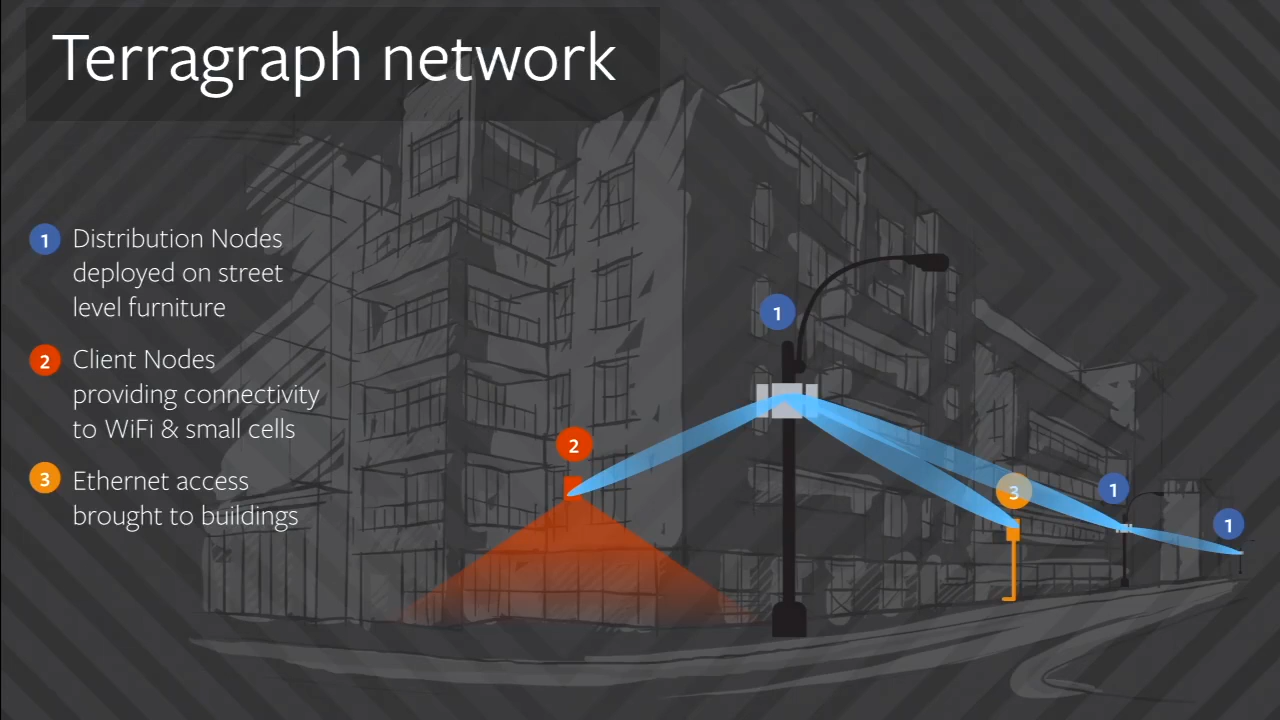 Terragraph network
1 Distribution Nodes
deployed on street
level furniture
2 Client Nodes
providing connectivity
to WiFi & small cells
3 Ethernet access
brought to buildings
1
2
3
1
1